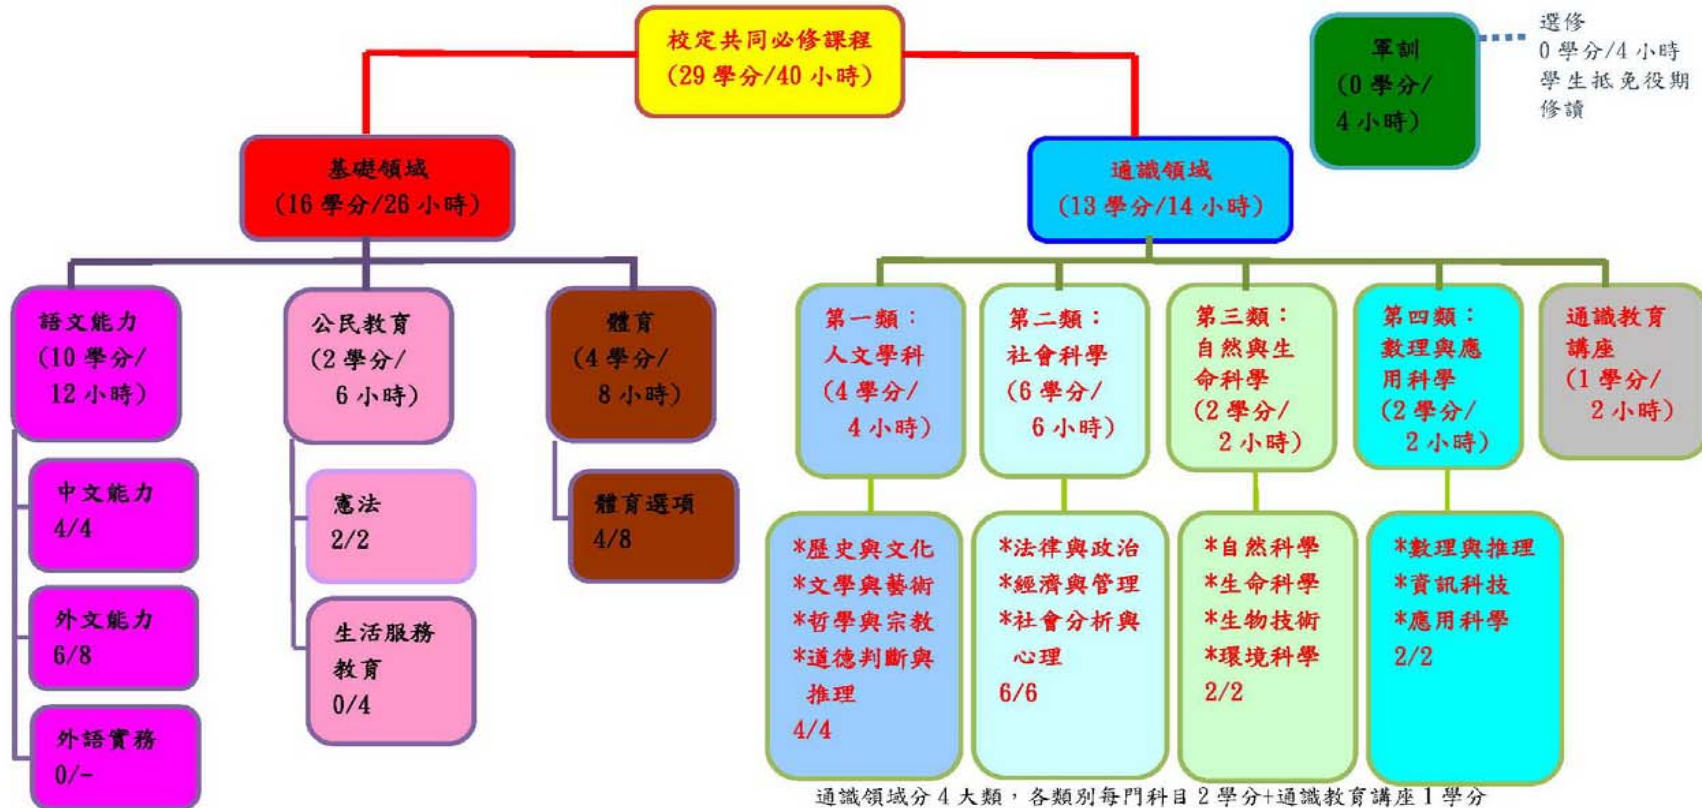 校定共同必修課程
(29 學分/40 小時)
軍訓
(0 學分/
4 小時)
選修
0 學分/4 小時
學生抵免役期
修讀
基礎領域
(16 學分/26 小時)
通識領域
(13 學分/14 小時)
語文能力
(10 學分/
12 小時)
公民教育
(2 學分/
6 小時)
體育
(4 學分/
8 小時)
第一類：
人文學科
(4 學分/
4 小時)
第二類：
社會科學
(6 學分/
6 小時)
第三類：
自然與生
命科學
(2 學分/
2 小時)
第四類：
數理與應
用科學
(2 學分/
2 小時)
通識教育
講座
(1 學分/
2 小時)
中文能力
4/4
憲法
2/2
體育選項
4/8
外文能力
6/8
生活服務
教育
0/4
外語實務
0/-
*歷史與文化
*文學與藝術
*哲學與宗教
*道德判斷與
推理
4/4
*法律與政治
*經濟與管理
*社會分析與
心理
6/6
*自然科學
*生命科學
*生物技術
*環境科學
2/2
*數理與推理
*資訊科技
*應用科學
2/2
通識領域分 4 大類，各類別每門科目 2 學分+通識教育講座 1 學分